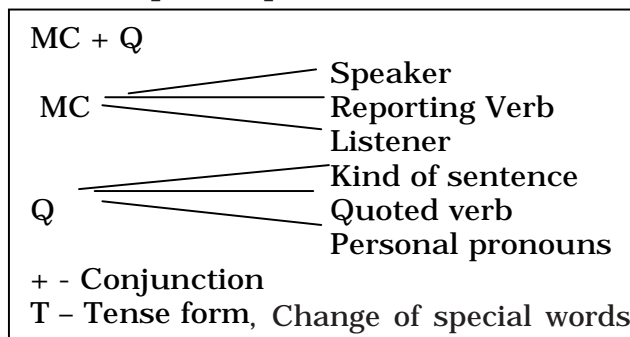 MC + Q
Speaker
MC Reporting Verb
Listener
Kind of sentence
Q Quoted verb
Personal pronouns
+ - Conjunction
T – Tense form, Change of special words